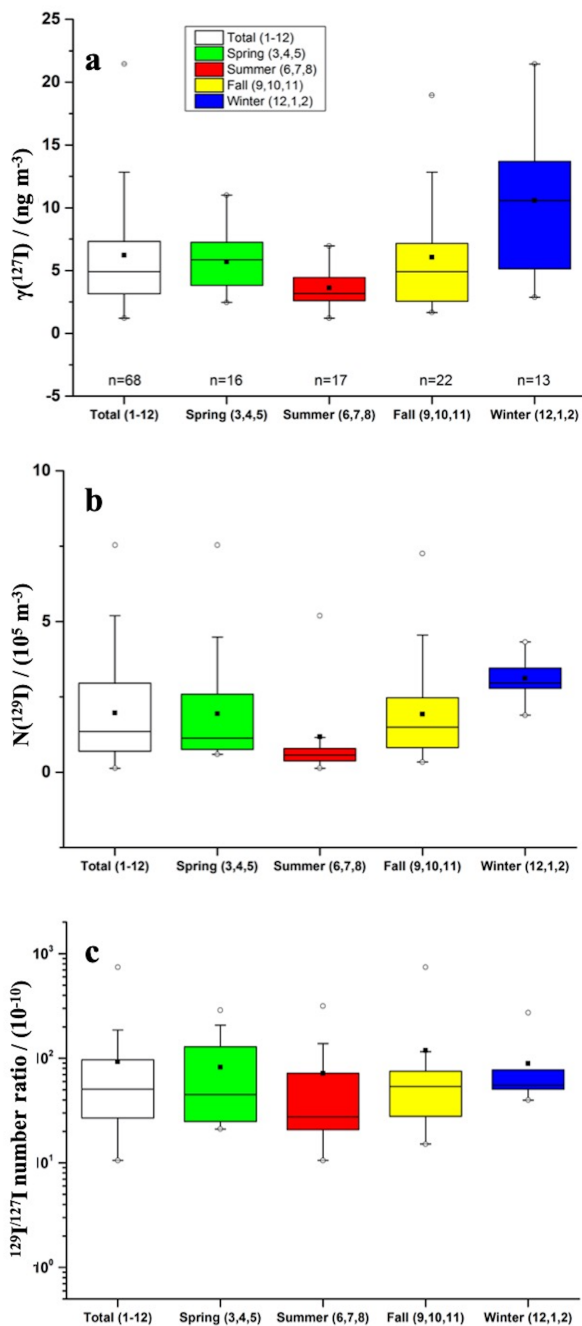 a
Total (1-12)
Spring (3,4,5)
Summer (6,7,8)
Fall (9,10,11)
Winter (12,1,2)
γ(¹²⁷I) / (ng m⁻³)
25
20
15
10
5
0
-5
n=68 n=16 n=17 n=22 n=13
Total (1-12) Spring (3,4,5) Summer (6,7,8) Fall (9,10,11) Winter (12,1,2)
b
N(¹²⁹I) / (10⁵ m⁻³)
10
5
0
Total (1-12) Spring (3,4,5) Summer (6,7,8) Fall (9,10,11) Winter (12,1,2)
c
¹²⁹I/¹²⁷I number ratio / (10⁻¹⁰)
10³
10²
10¹
10⁰
Total (1-12) Spring (3,4,5) Summer (6,7,8) Fall (9,10,11) Winter (12,1,2)